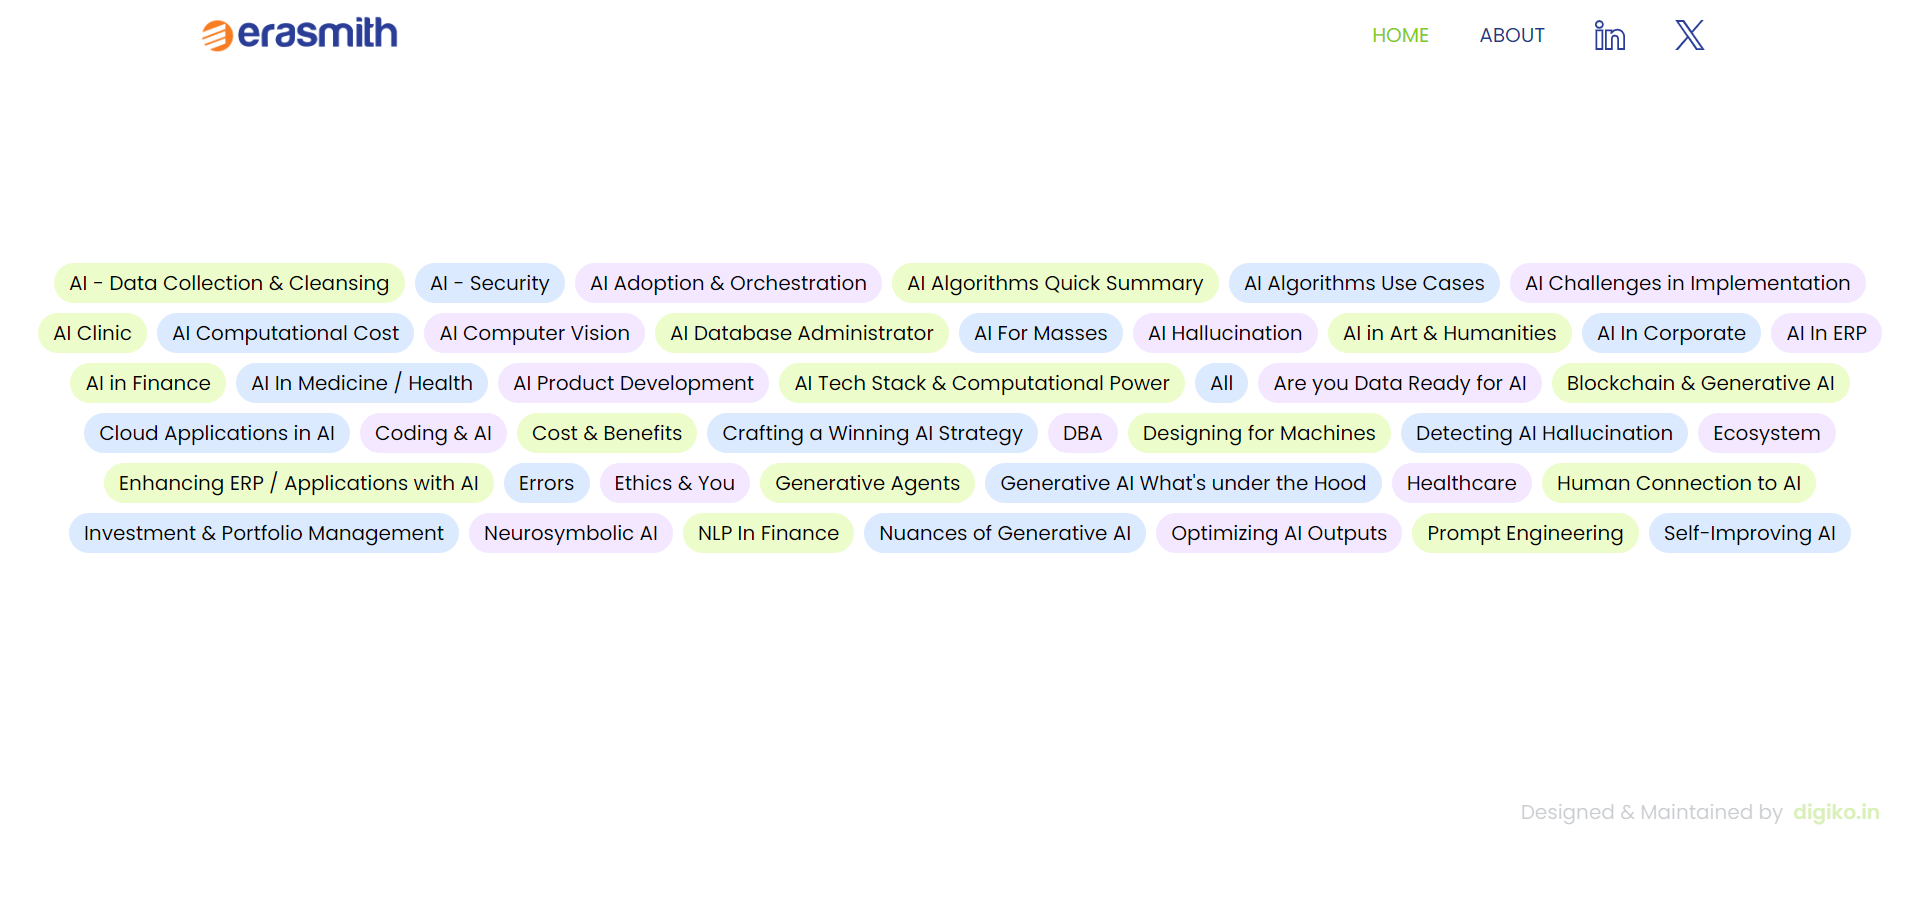 erasmith HOME ABOUT in X
AI - Data Collection & Cleansing AI - Security AI Adoption & Orchestration AI Algorithms Quick Summary AI Algorithms Use Cases AI Challenges in Implementation
AI Clinic AI Computational Cost AI Computer Vision AI Database Administrator AI For Masses AI Hallucination AI in Art & Humanities AI In Corporate AI In ERP
AI in Finance AI In Medicine / Health AI Product Development AI Tech Stack & Computational Power All Are you Data Ready for AI Blockchain & Generative AI
Cloud Applications in AI Coding & AI Cost & Benefits Crafting a Winning AI Strategy DBA Designing for Machines Detecting AI Hallucination Ecosystem
Enhancing ERP / Applications with AI Errors Ethics & You Generative Agents Generative AI What's under the Hood Healthcare Human Connection to AI
Investment & Portfolio Management Neurosymbolic AI NLP In Finance Nuances of Generative AI Optimizing AI Outputs Prompt Engineering Self-Improving AI
Designed & Maintained by digiko.in